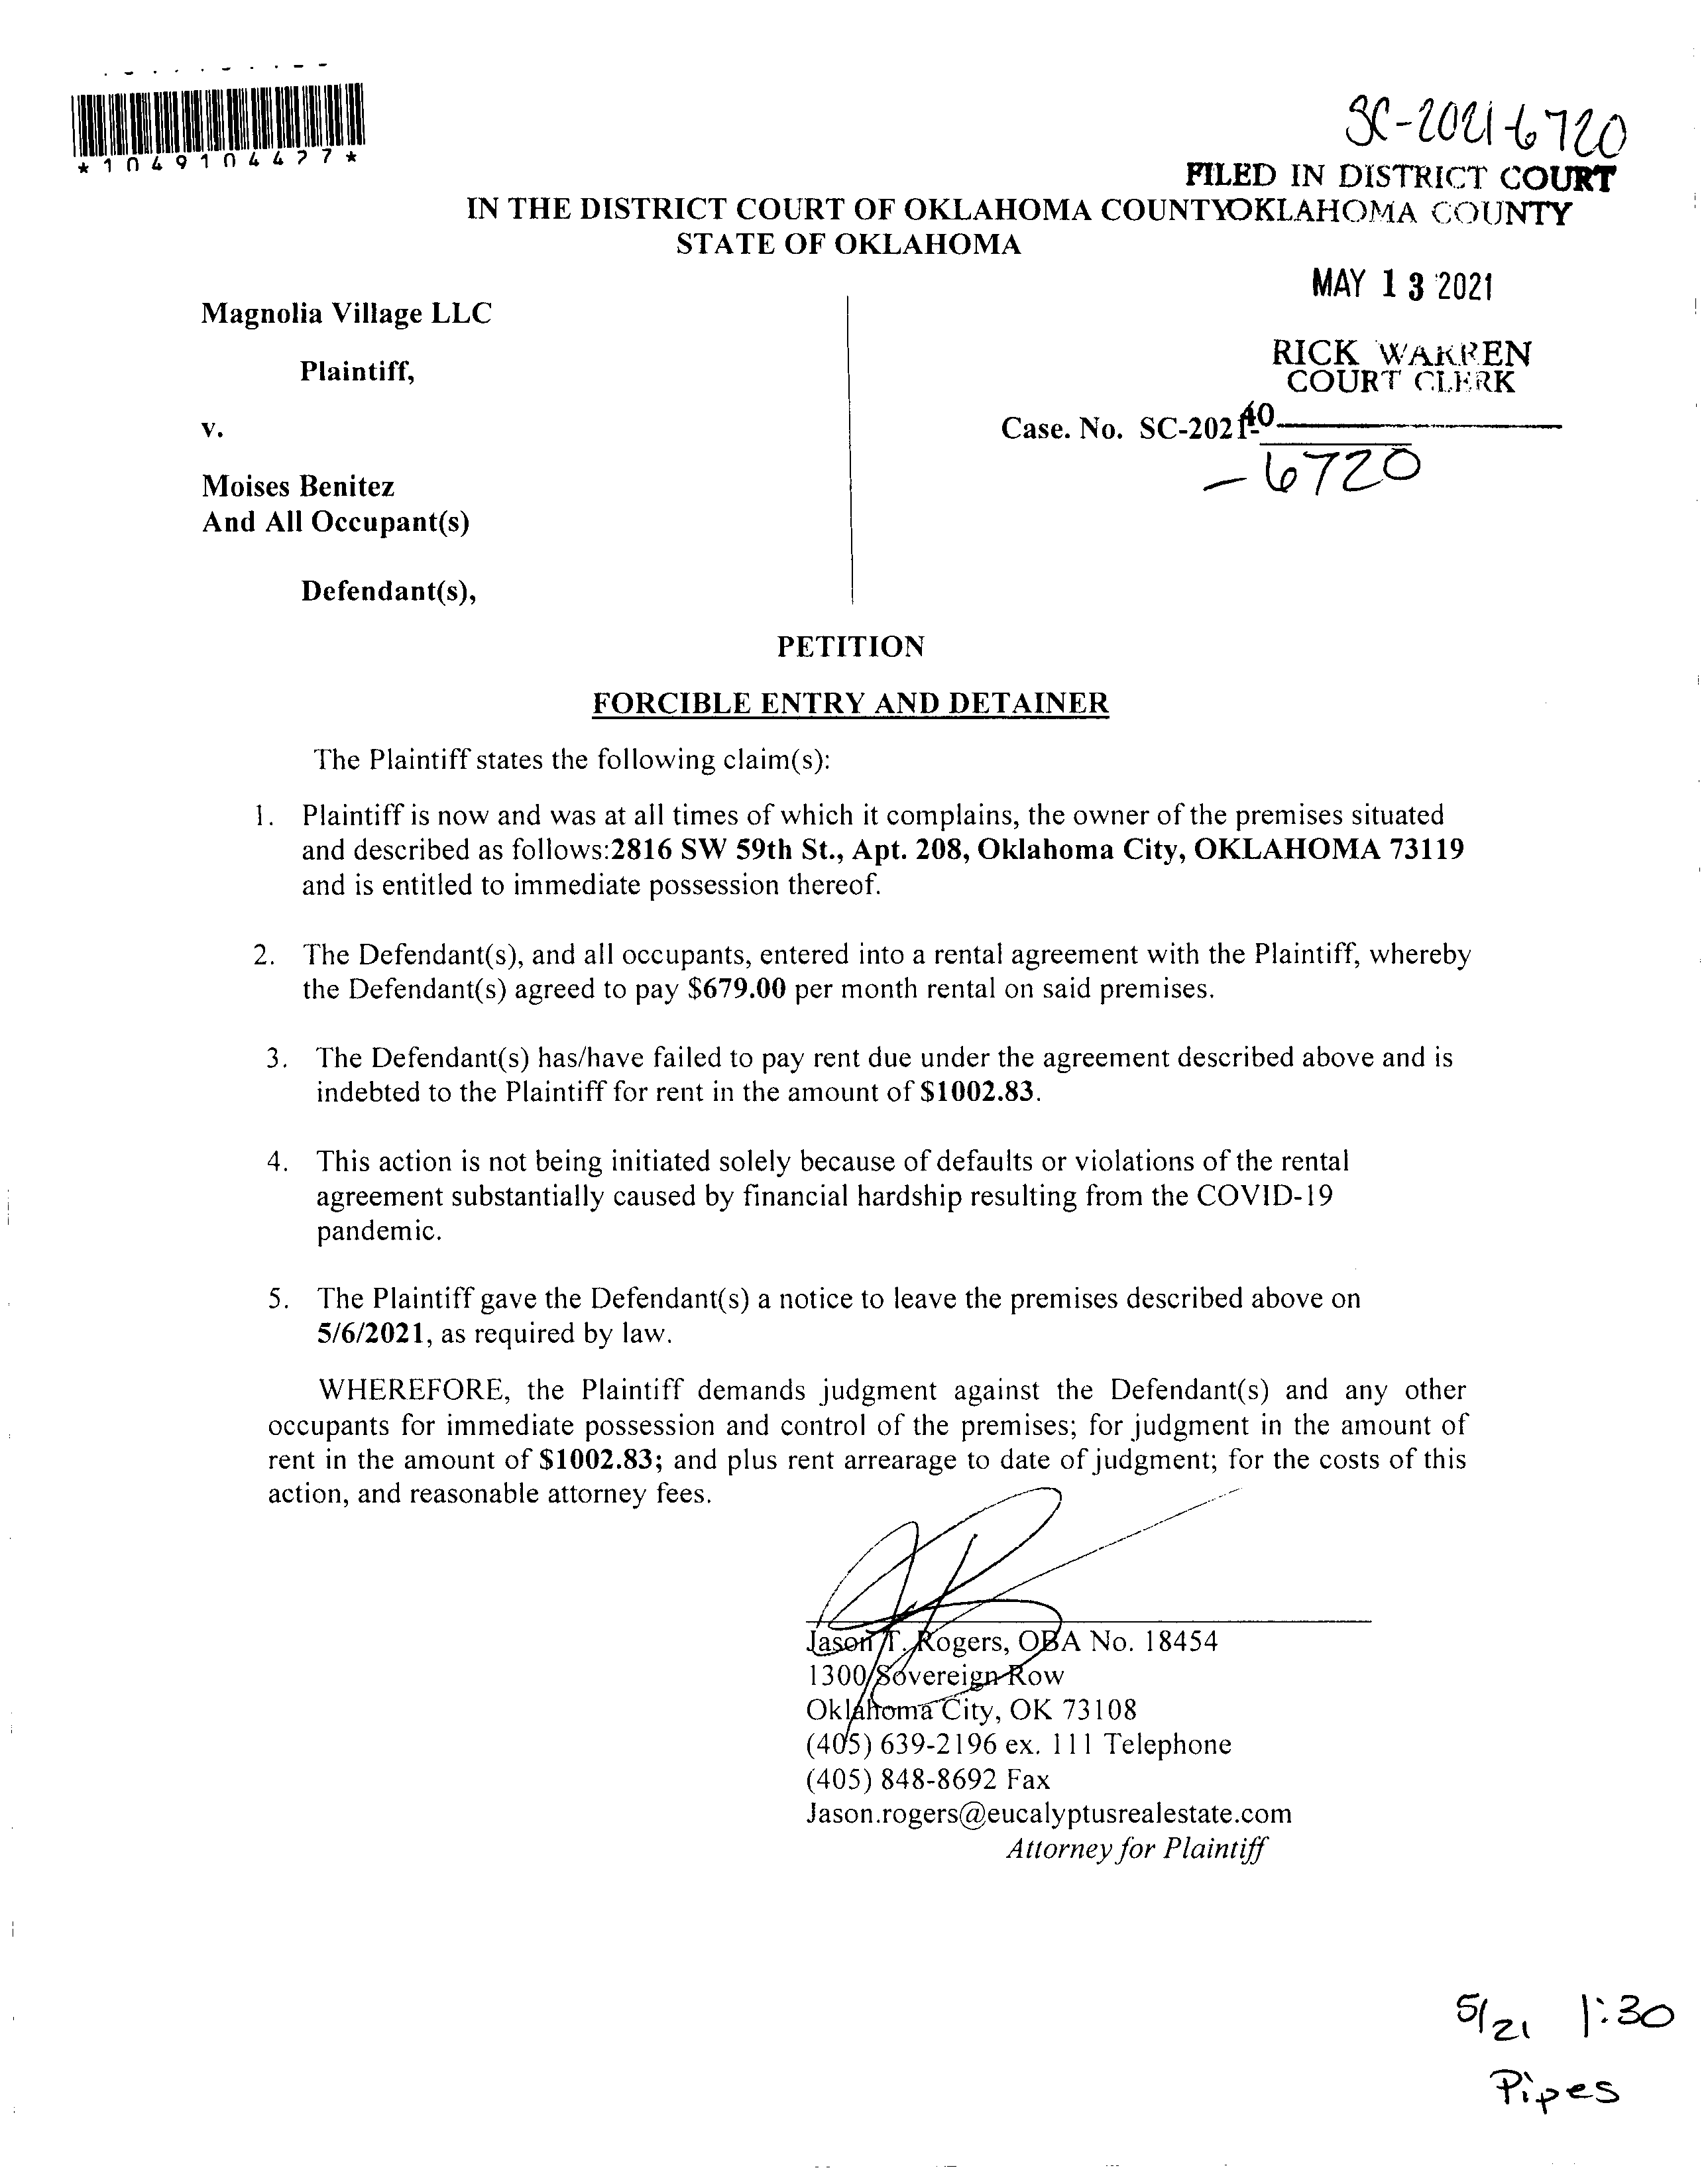 *1049104427*
SC-2021-6720
FILED IN DISTRICT COURT
OKLAHOMA COUNTY
IN THE DISTRICT COURT OF OKLAHOMA COUNTY
STATE OF OKLAHOMA
MAY 13 2021
RICK WARREN
COURT CLERK
40
Magnolia Village LLC
Plaintiff,
v.
Case. No. SC-2021-
-6720
Moises Benitez
And All Occupant(s)
Defendant(s),
PETITION
FORCIBLE ENTRY AND DETAINER
The Plaintiff states the following claim(s):
1. Plaintiff is now and was at all times of which it complains, the owner of the premises situated
and described as follows:2816 SW 59th St., Apt. 208, Oklahoma City, OKLAHOMA 73119
and is entitled to immediate possession thereof.
2. The Defendant(s), and all occupants, entered into a rental agreement with the Plaintiff, whereby
the Defendant(s) agreed to pay $679.00 per month rental on said premises.
3. The Defendant(s) has/have failed to pay rent due under the agreement described above and is
indebted to the Plaintiff for rent in the amount of $1002.83.
4. This action is not being initiated solely because of defaults or violations of the rental
agreement substantially caused by financial hardship resulting from the COVID-19
pandemic.
5. The Plaintiff gave the Defendant(s) a notice to leave the premises described above on
5/6/2021, as required by law.
WHEREFORE, the Plaintiff demands judgment against the Defendant(s) and any other
occupants for immediate possession and control of the premises; for judgment in the amount of
rent in the amount of $1002.83; and plus rent arrearage to date of judgment; for the costs of this
action, and reasonable attorney fees.
Jason T. Rogers, OBA No. 18454
1300 Sovereign Row
Oklahoma City, OK 73108
(405) 639-2196 ex. 111 Telephone
(405) 848-8692 Fax
Jason.rogers@eucalyptusrealestate.com
Attorney for Plaintiff
5/21 1:30
Pipes